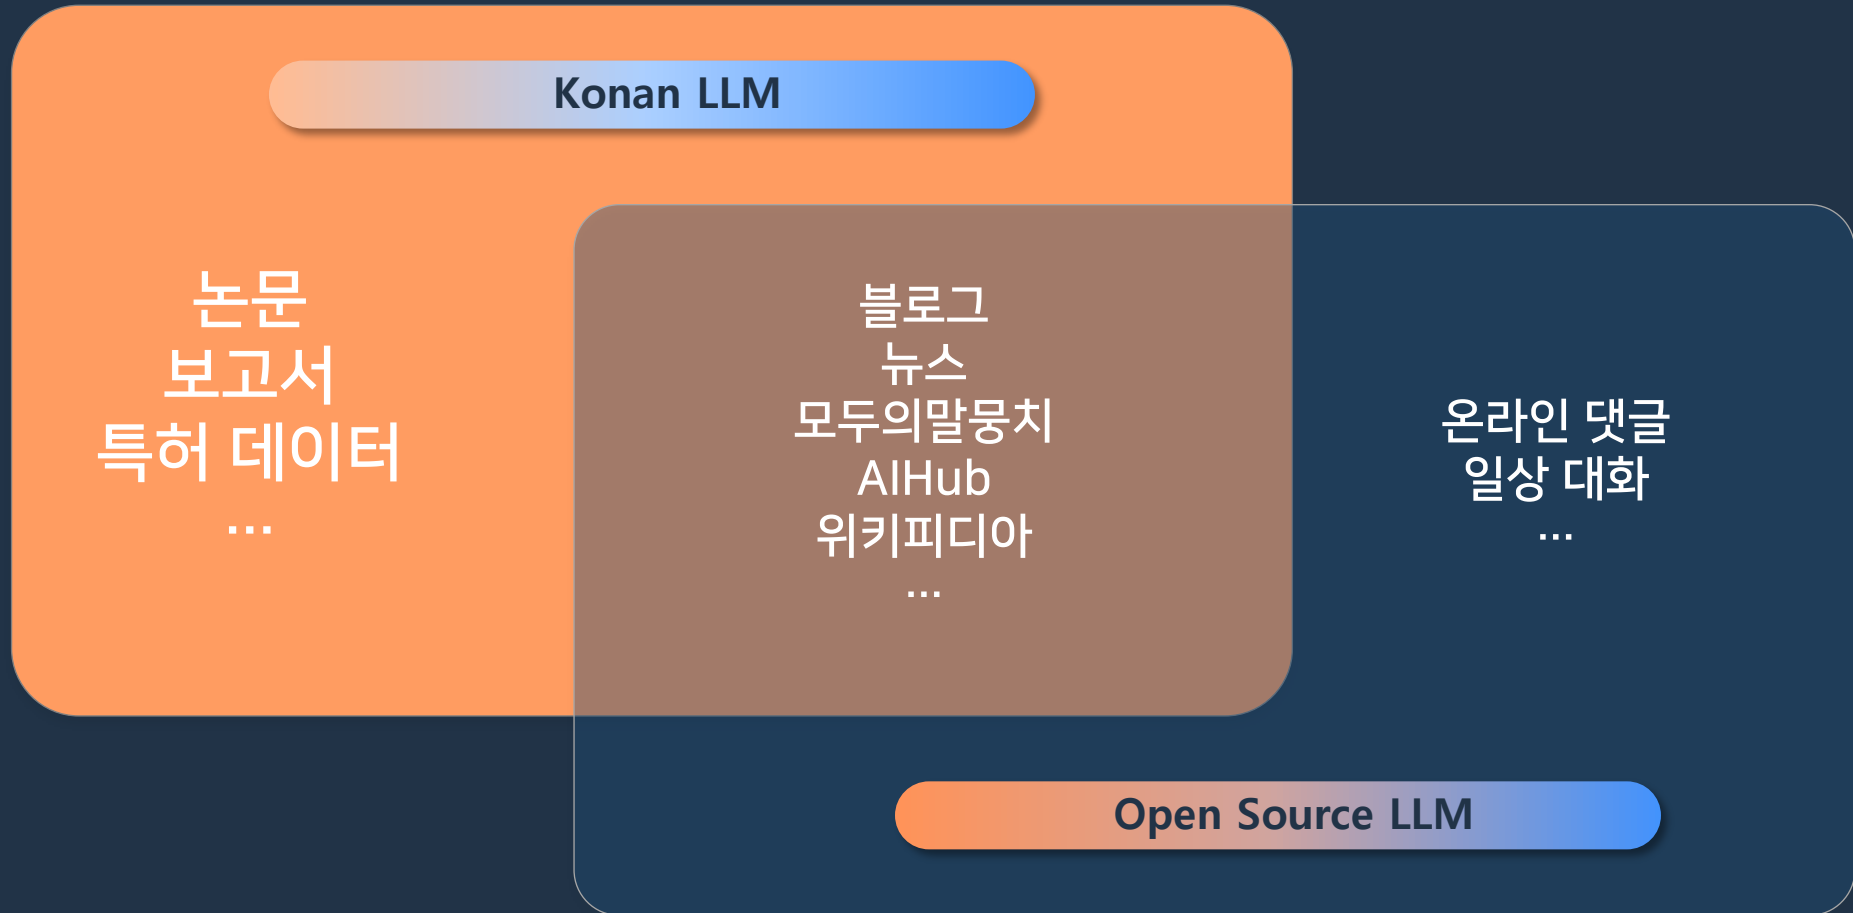 Konan LLM
논문
보고서
특허 데이터
...
블로그
뉴스
모두의말뭉치
AIHub
위키피디아
...
온라인 댓글
일상 대화
...
Open Source LLM